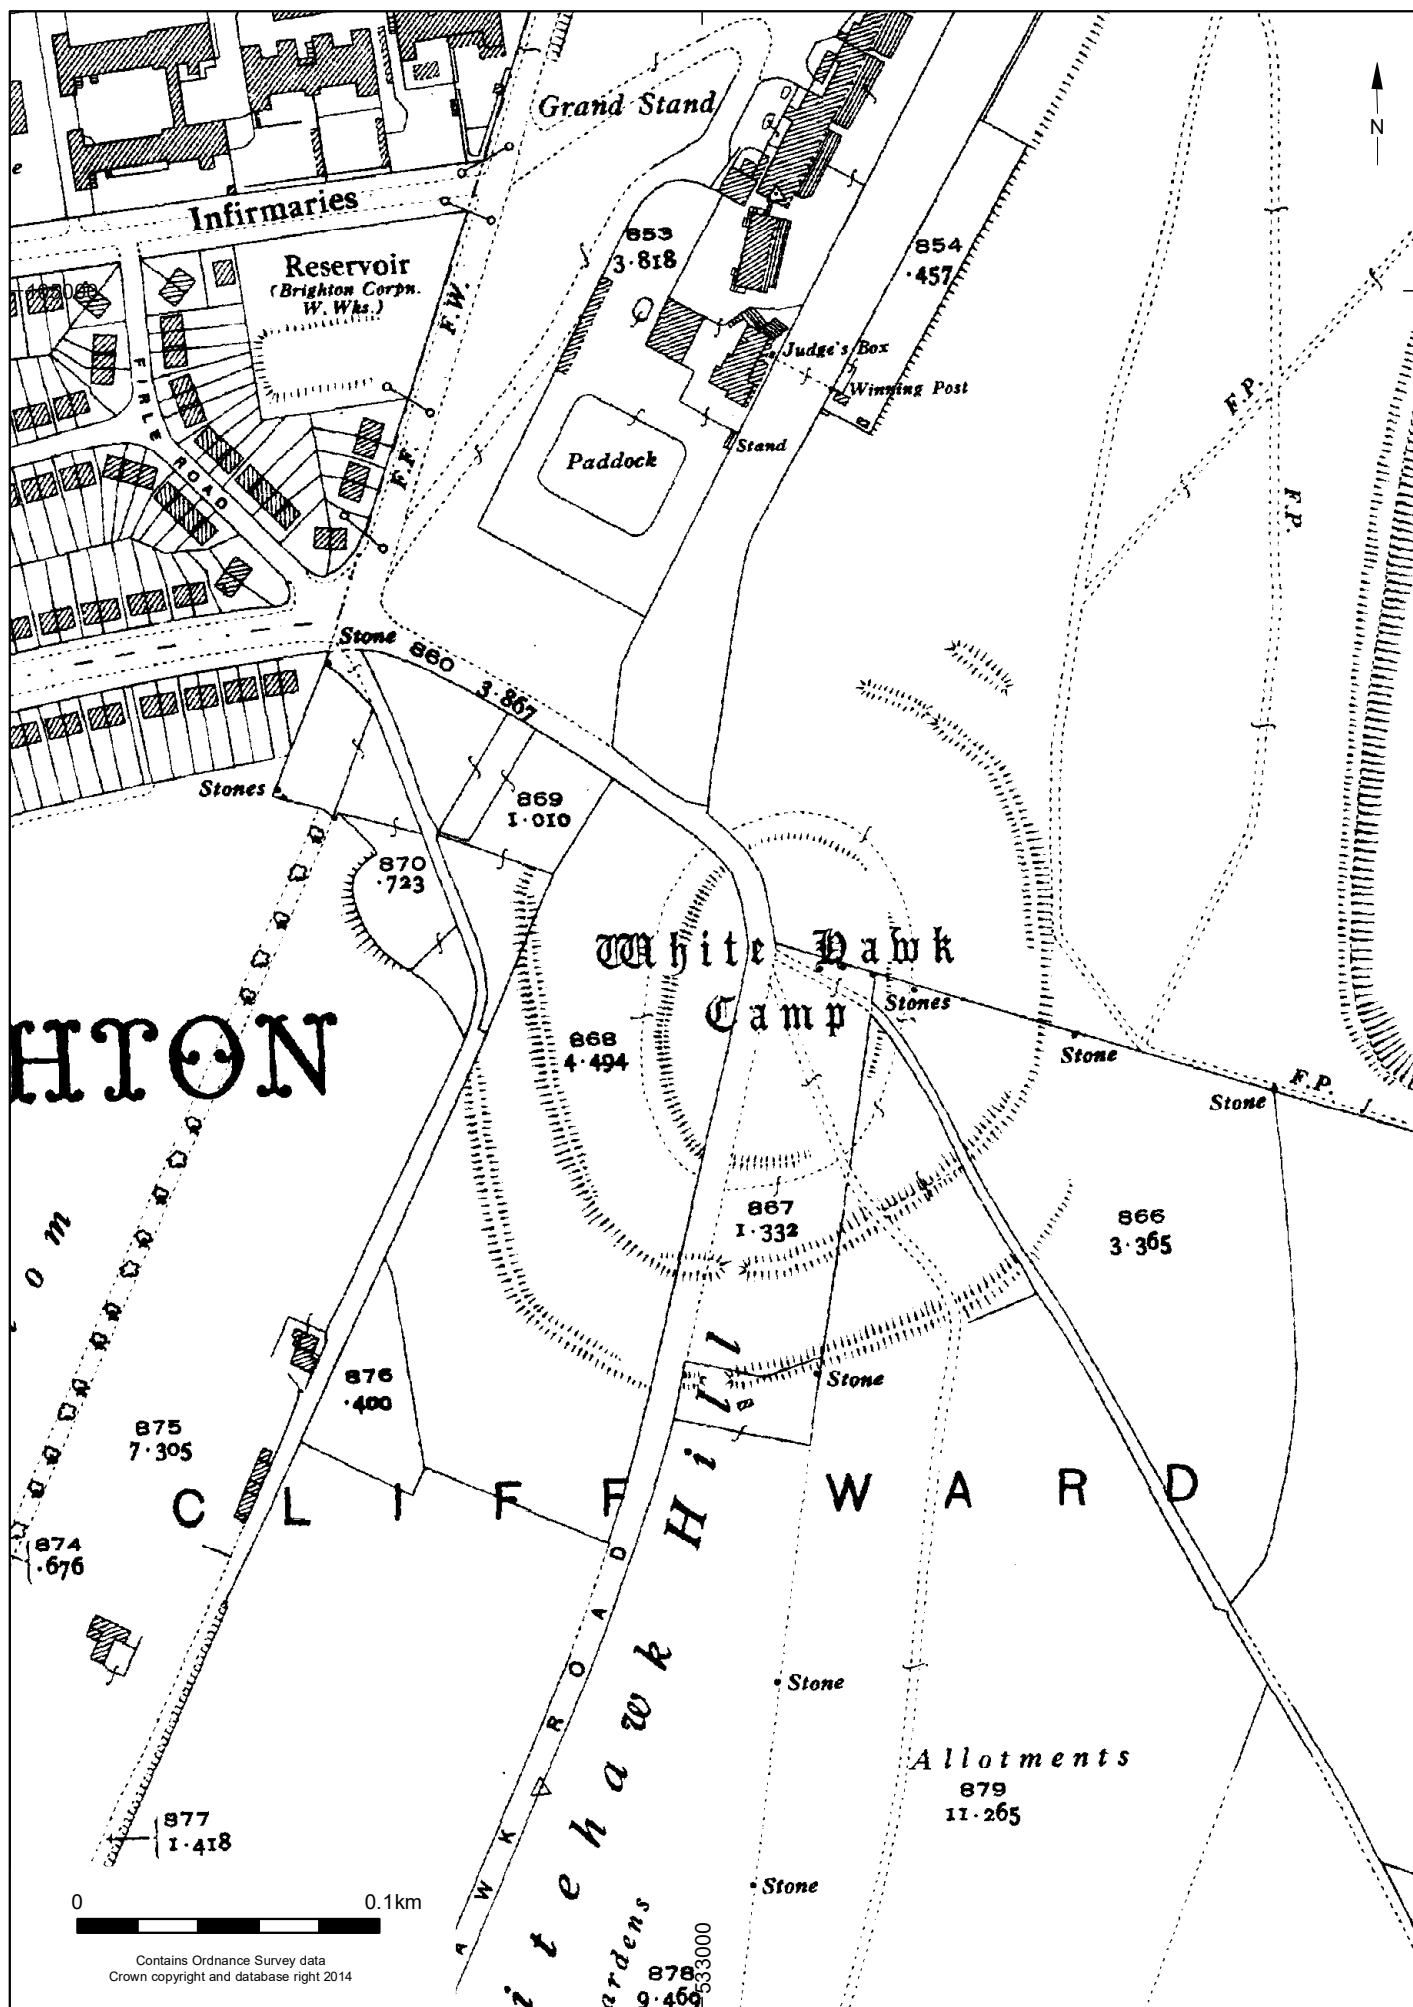 Grand Stand
N
e
Infirmaries
853
3.818
854
.457
Reservoir
(Brighton Corpn.
W. Wks.)
F.W.
FIRLE ROAD
Judge's Box
Winning Post
F.P.
Stand
Paddock
F.F.
F.P.
Stone
860
3.867
Stones
869
1.010
870
.723
White Hawk
Camp
Stones
HTON
868
4.494
Stone
F.P.
Stone
867
1.332
866
3.365
m
o
876
.400
Stone
875
7.305
CLIFF WARD
874
.676
Stone
Allotments
879
11.265
877
1.418
Stone
AWK ROAD
itehawk Hill
ardens
878
9.469
533000
0 0.1km
Contains Ordnance Survey data
Crown copyright and database right 2014